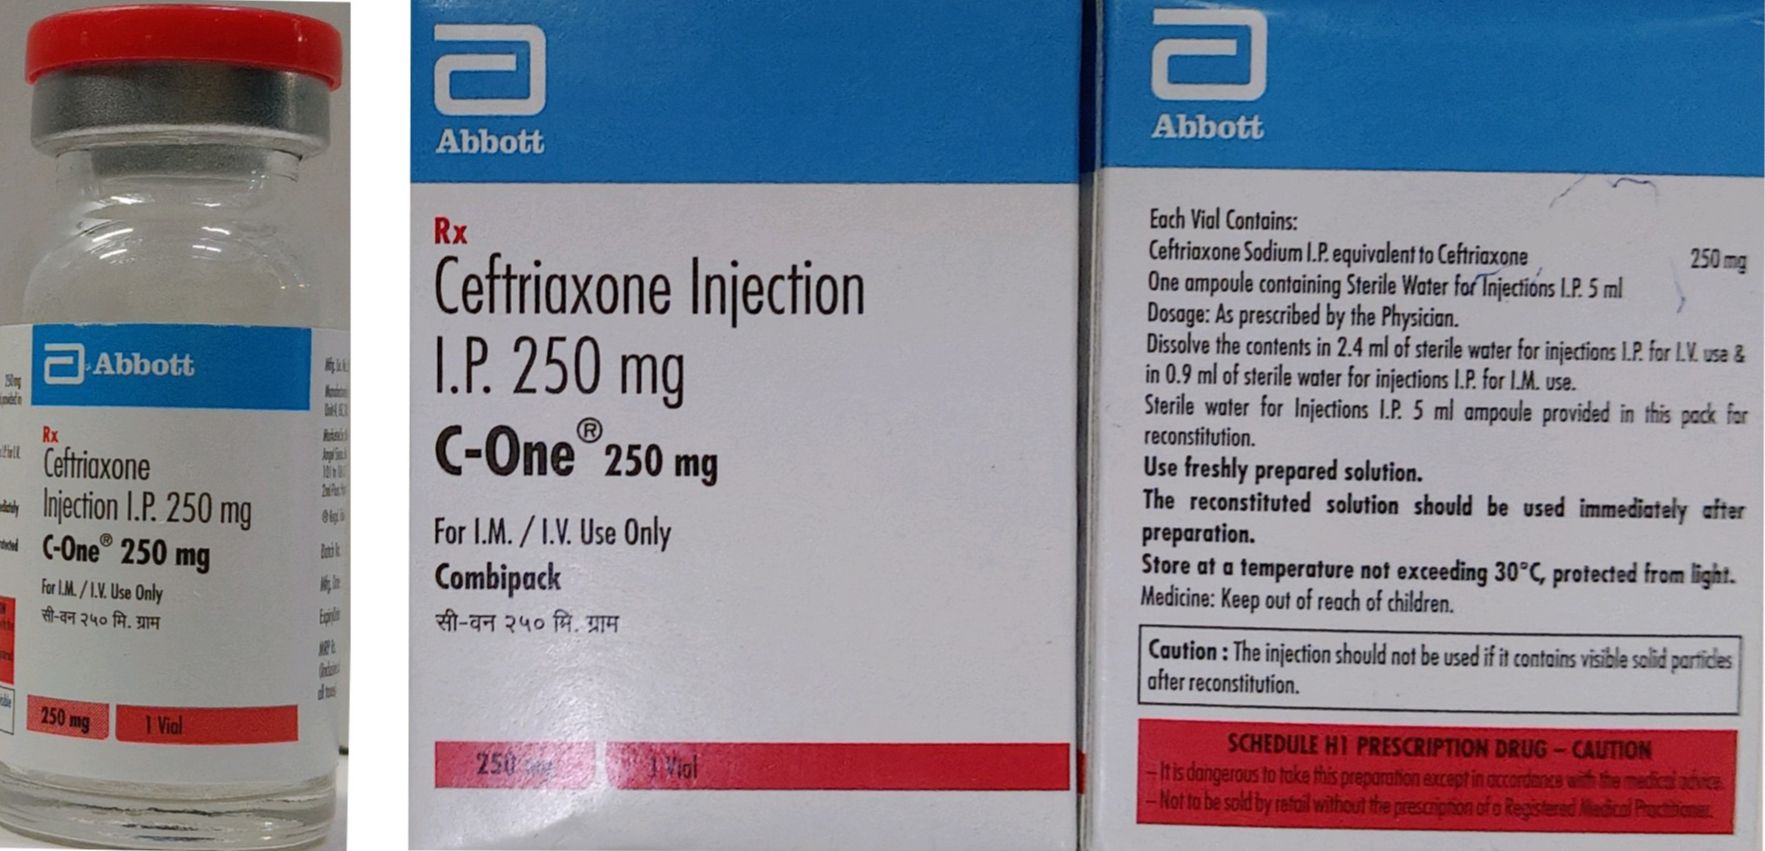 Abbott
Rx
Ceftriaxone
Injection I.P. 250 mg
C-One® 250 mg
For I.M. / I.V. Use Only
सी-वन २५० मि. ग्राम
250 mg
1 Vial
Abbott
Rx
Ceftriaxone Injection
I.P. 250 mg
C-One® 250 mg
For I.M. / I.V. Use Only
Combipack
सी-वन २५० मि. ग्राम
250 mg 1 Vial
Abbott
Each Vial Contains:
Ceftriaxone Sodium I.P. equivalent to Ceftriaxone 250 mg
One ampoule containing Sterile Water for Injections I.P. 5 ml
Dosage: As prescribed by the Physician.
Dissolve the contents in 2.4 ml of sterile water for injections I.P. for I.V. use &
in 0.9 ml of sterile water for injections I.P. for I.M. use.
Sterile water for Injections I.P. 5 ml ampoule provided in this pack for
reconstitution.
Use freshly prepared solution.
The reconstituted solution should be used immediately after
preparation.
Store at a temperature not exceeding 30°C, protected from light.
Medicine: Keep out of reach of children.
Caution : The injection should not be used if it contains visible solid particles
after reconstitution.
SCHEDULE H1 PRESCRIPTION DRUG – CAUTION
– It is dangerous to take this preparation except in accordance with the medical advice.
– Not to be sold by retail without the prescription of a Registered Medical Practitioner.